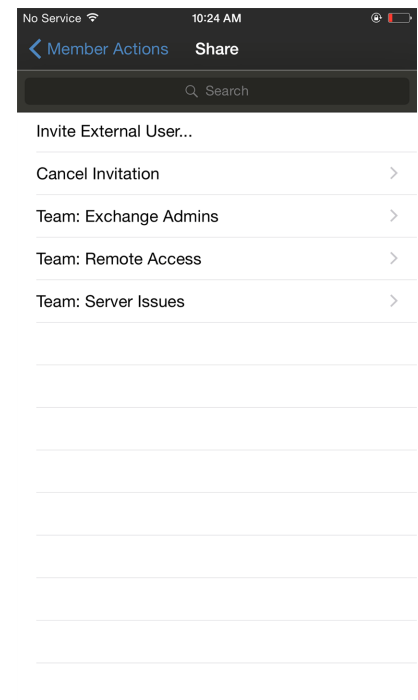 No Service 10:24 AM
Member Actions Share
Search
Invite External User...
Cancel Invitation
Team: Exchange Admins
Team: Remote Access
Team: Server Issues